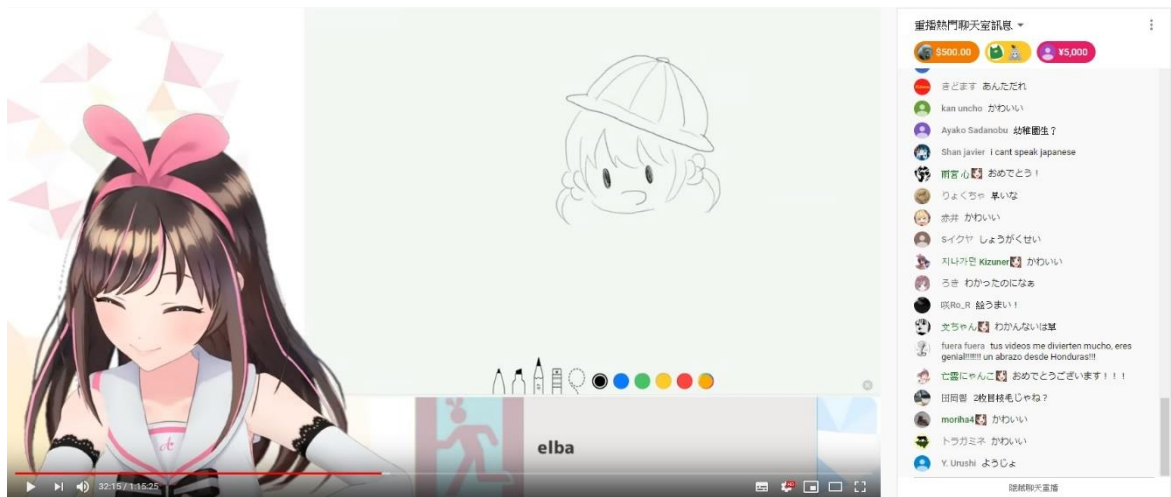 elba
32:15 / 1:15:25
重播熱門聊天室訊息
$500.00
¥5,000
きどます あんただれ
kan uncho かわいい
Ayako Sadanobu 幼稚園生？
Shan javier i cant speak japanese
雨宮 心 おめでとう！
りょくちゃ 早いな
赤井 かわいい
Sイクヤ しょうがくせい
지나가던 Kizuner かわいい
ろき わかったのになぁ
咲Ro_R 絵うまい！
文ちゃん わかんないは草
fuera fuera tus videos me divierten mucho, eres
genial!!!!!!! un abrazo desde Honduras!!!
亡霊にゃんこ おめでとうございます！！！
2枚目枝毛じゃね？
moriha4 かわいい
トラガミネ かわいい
Y. Urushi ようじょ
隱藏聊天重播